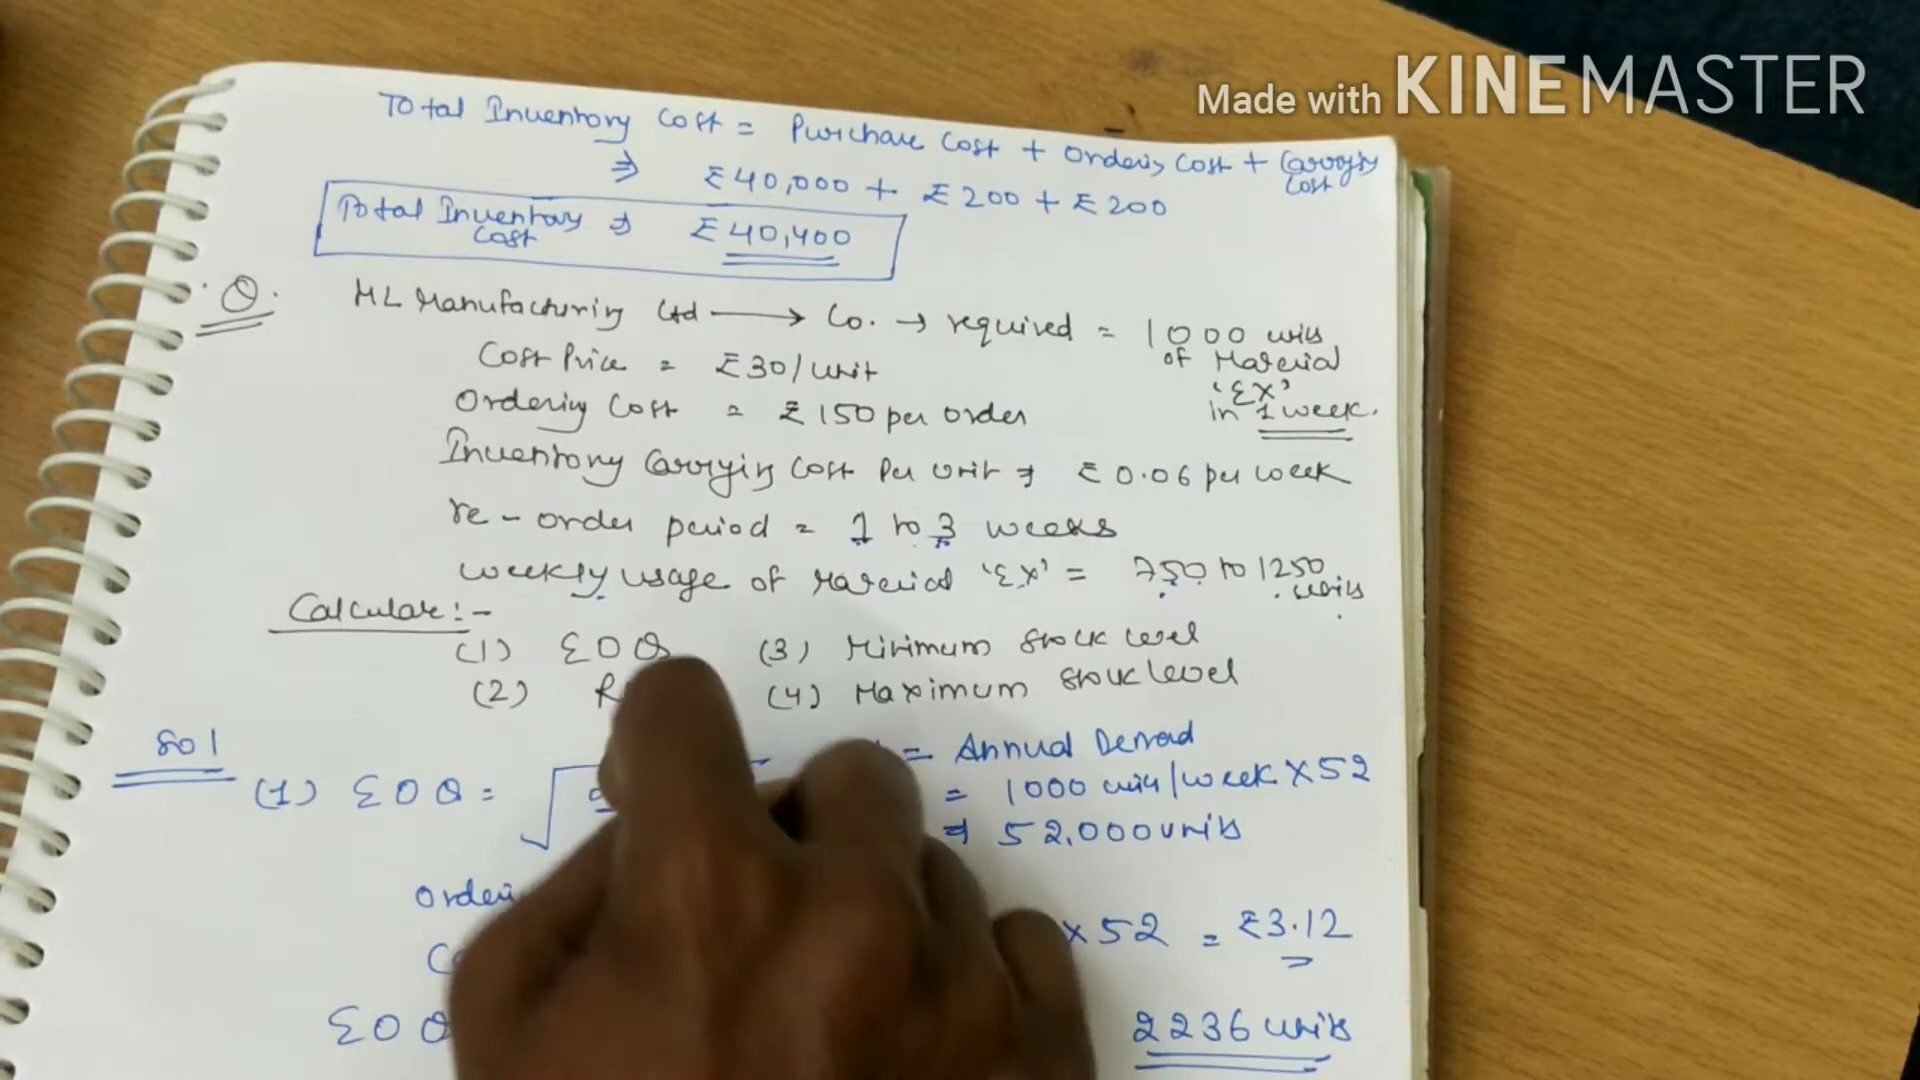 Made with KINEMASTER
Total Inventory Cost = Purchase Cost + Ordering Cost + Carrying Cost
⇒ ₹40,000 + ₹200 + ₹200
Total Inventory Cost ⇒ ₹40,400
Q. ML Manufacturing Ltd → Co. → required = 1000 units
of Material
'EX'
in 1 week.
Cost Price = ₹30/unit
Ordering Cost = ₹150 per order
Inventory Carrying Cost Per unit ⇒ ₹0.06 per week
re-order period = 1 to 3 weeks
weekly usage of Material 'EX' = 750 to 1250 units
Calculate:-
(1) EOQ (3) Minimum stock level
(2) R (4) Maximum stock level
Sol
(1) EOQ = √ = Annual Demand
= 1000 units/week × 52
⇒ 52,000 units
×52 = ₹3.12
EOQ 2236 units